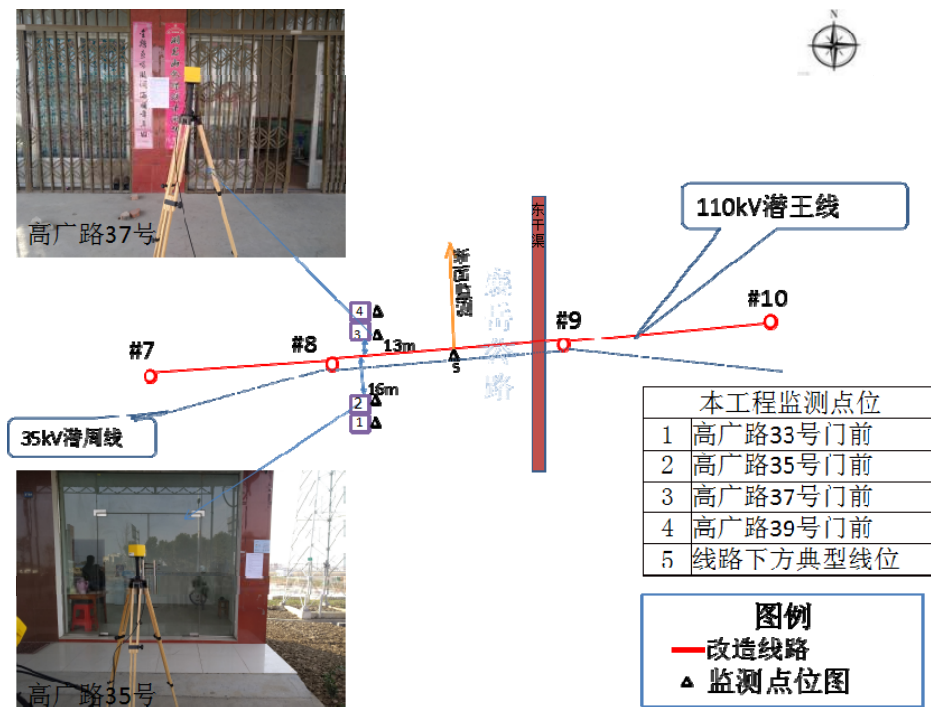 N
高广路37号
东干渠
110kV潜王线
断面监测
4
3
13m
#7
#8
#9
#10
5
16m
2
1
35kV潜周线
本工程监测点位
1 高广路33号门前
2 高广路35号门前
3 高广路37号门前
4 高广路39号门前
5 线路下方典型线位
图例
改造线路
监测点位图
高广路35号